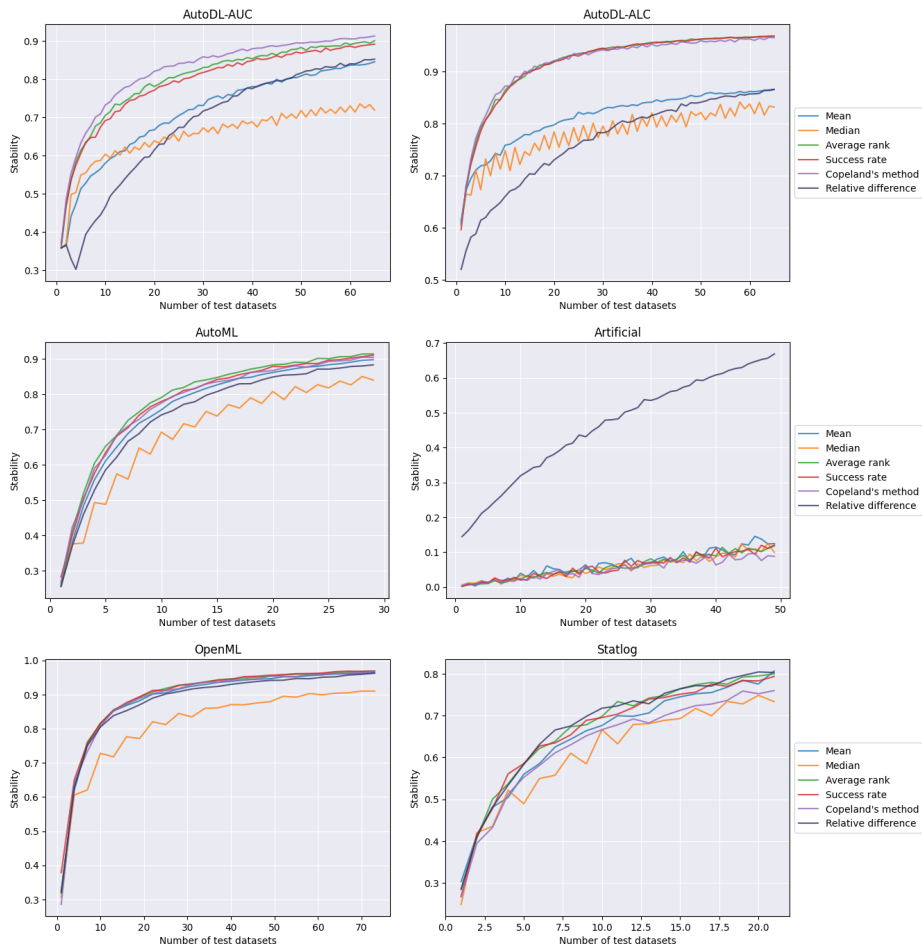 AutoDL-AUC
0.9
0.8
0.7
0.6
0.5
0.4
0.3
Stability
0 10 20 30 40 50 60
Number of test datasets
AutoDL-ALC
0.9
0.8
0.7
0.6
0.5
Stability
0 10 20 30 40 50 60
Number of test datasets
Mean
Median
Average rank
Success rate
Copeland's method
Relative difference
AutoML
0.9
0.8
0.7
0.6
0.5
0.4
0.3
Stability
0 5 10 15 20 25 30
Number of test datasets
Artificial
0.7
0.6
0.5
0.4
0.3
0.2
0.1
0.0
Stability
0 10 20 30 40 50
Number of test datasets
Mean
Median
Average rank
Success rate
Copeland's method
Relative difference
OpenML
1.0
0.9
0.8
0.7
0.6
0.5
0.4
0.3
Stability
0 10 20 30 40 50 60 70
Number of test datasets
Statlog
0.8
0.7
0.6
0.5
0.4
0.3
Stability
0.0 2.5 5.0 7.5 10.0 12.5 15.0 17.5 20.0
Number of test datasets
Mean
Median
Average rank
Success rate
Copeland's method
Relative difference